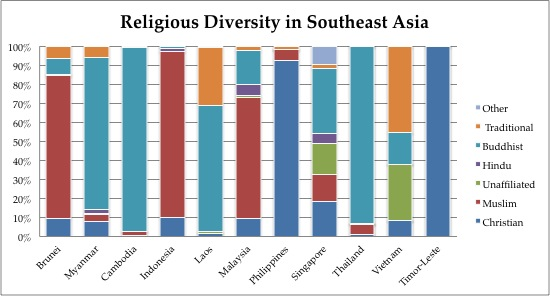 Religious Diversity in Southeast Asia
100%
90%
80%
70%
60%
50%
40%
30%
20%
10%
0%
Brunei
Myanmar
Cambodia
Indonesia
Laos
Malaysia
Philippines
Singapore
Thailand
Vietnam
Timor-Leste
Other
Traditional
Buddhist
Hindu
Unaffiliated
Muslim
Christian